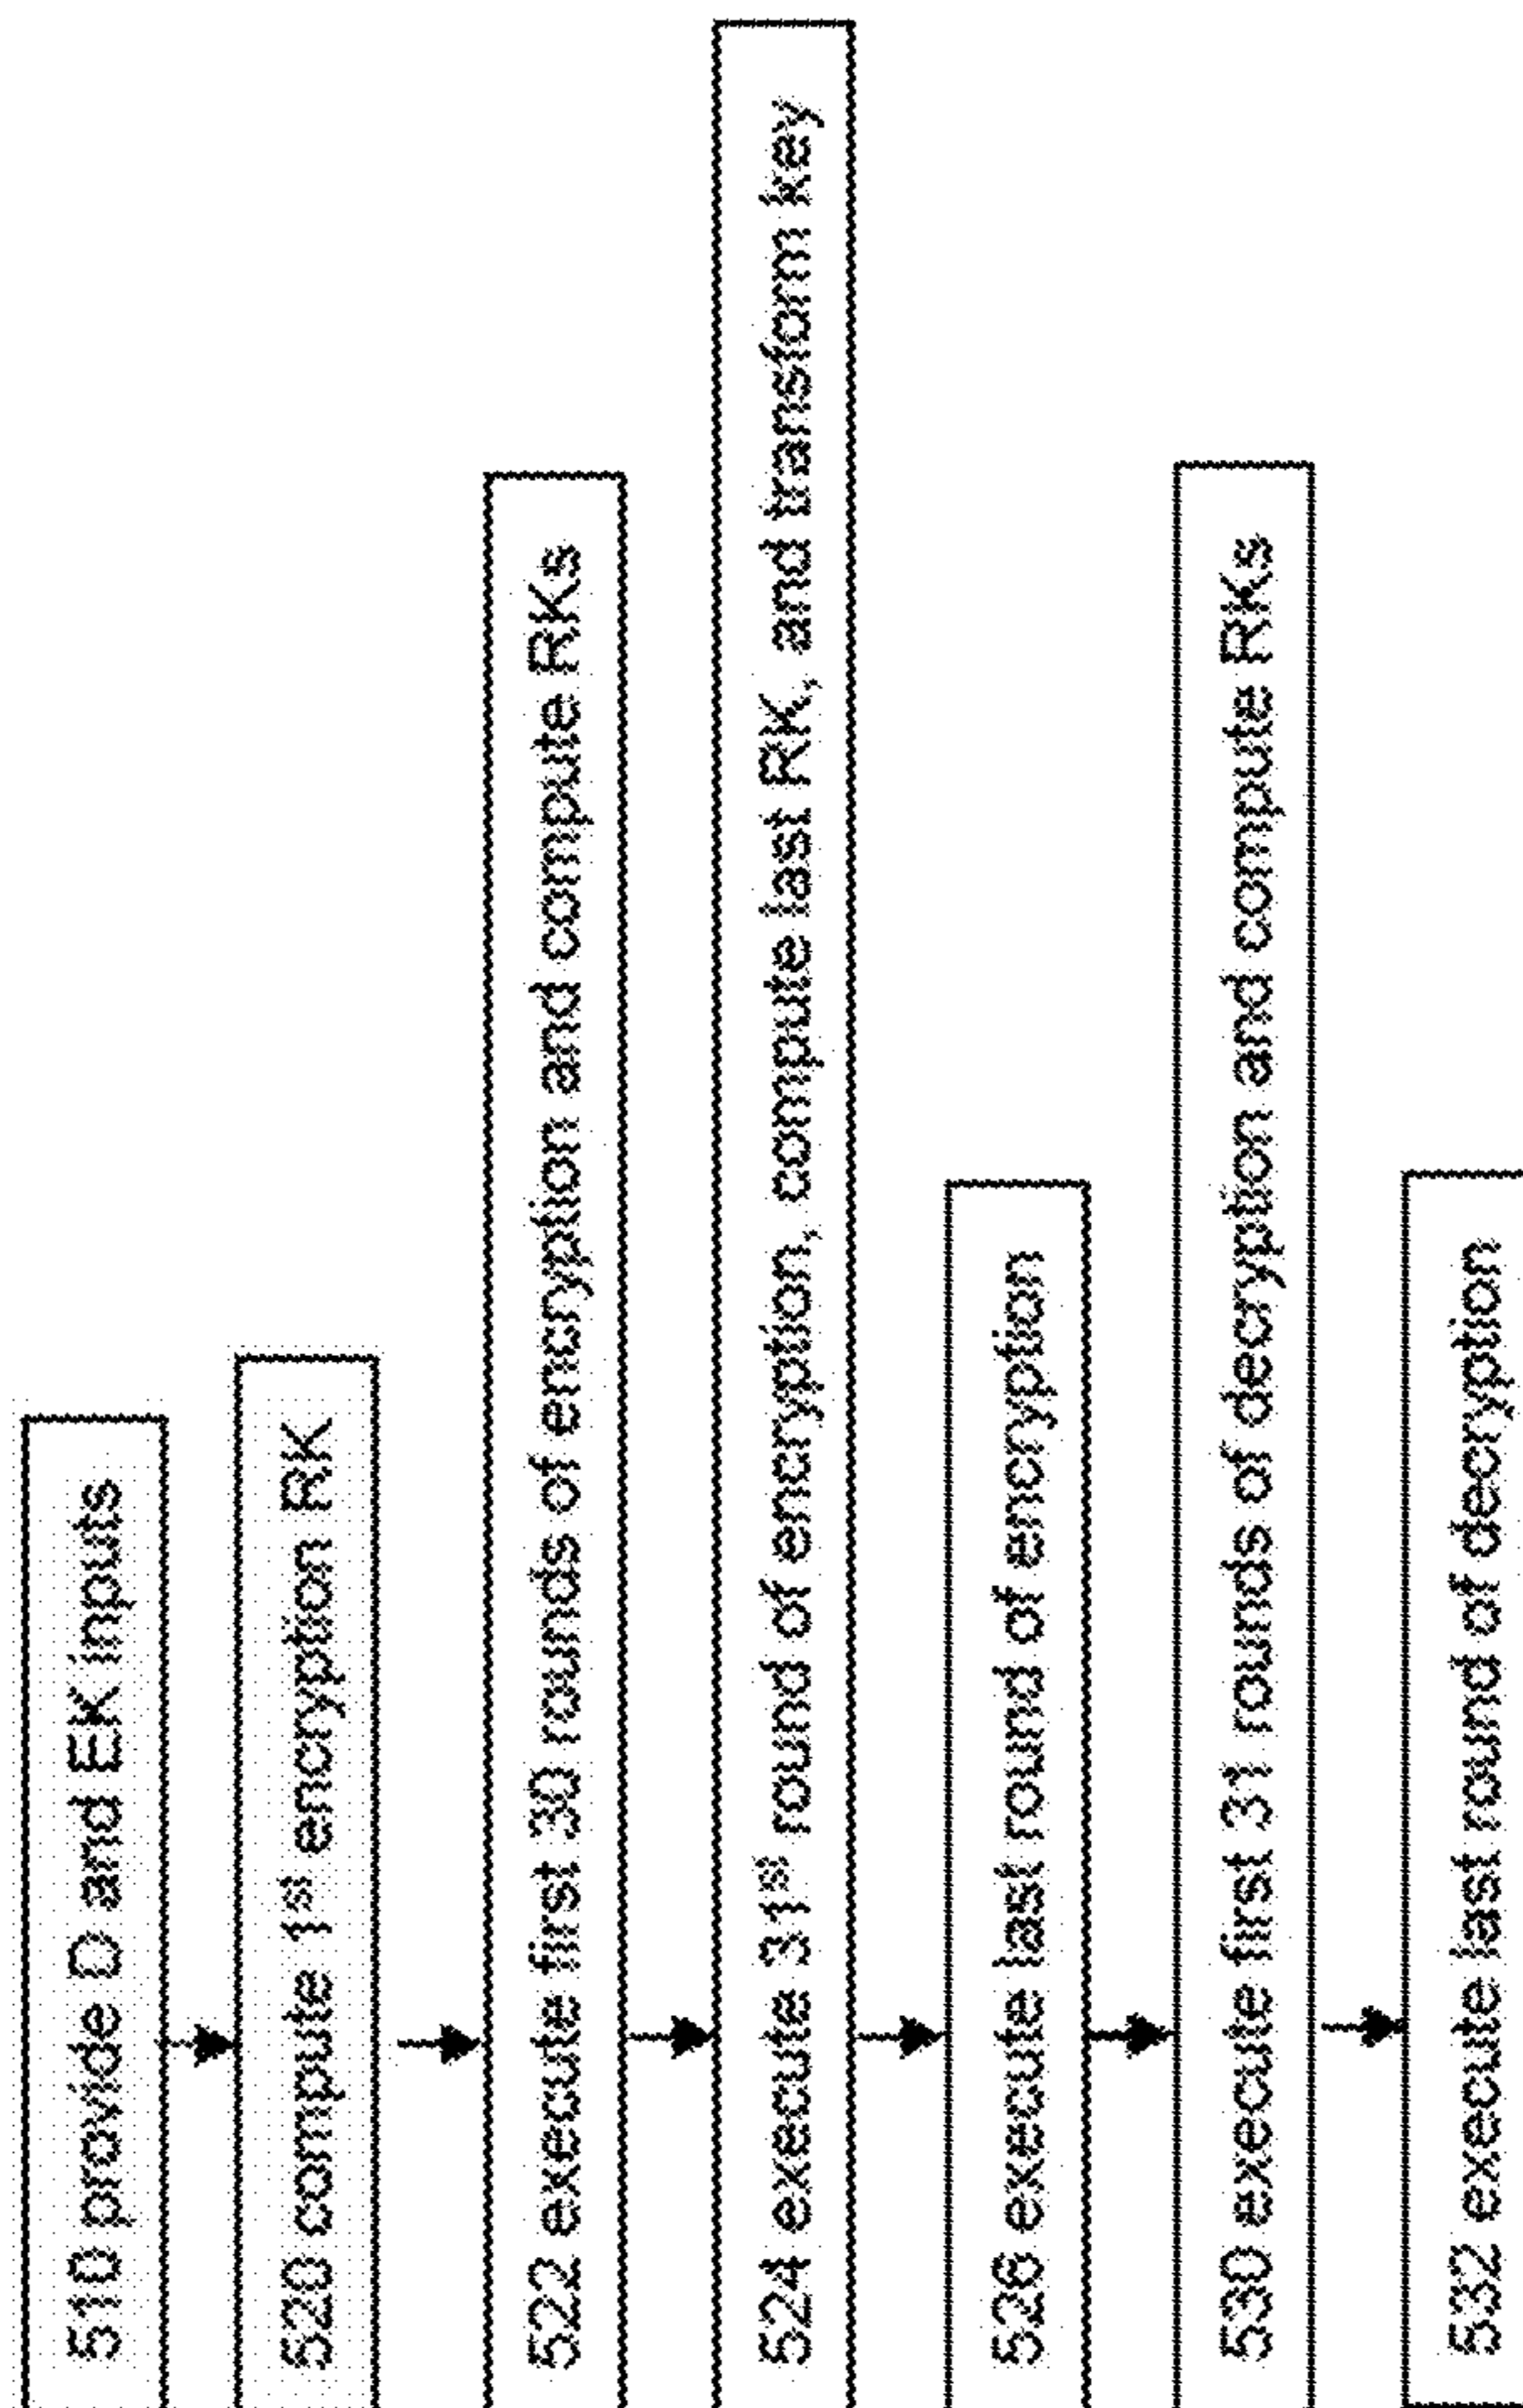 510 provide D and EK inputs
520 compute 1st encryption RK
522 execute first 30 rounds of encryption and compute RKs
524 execute 31st round of encryption, compute last RK, and transform key
526 execute last round of encryption
530 execute first 31 rounds of decryption and compute RKs
532 execute last round of decryption